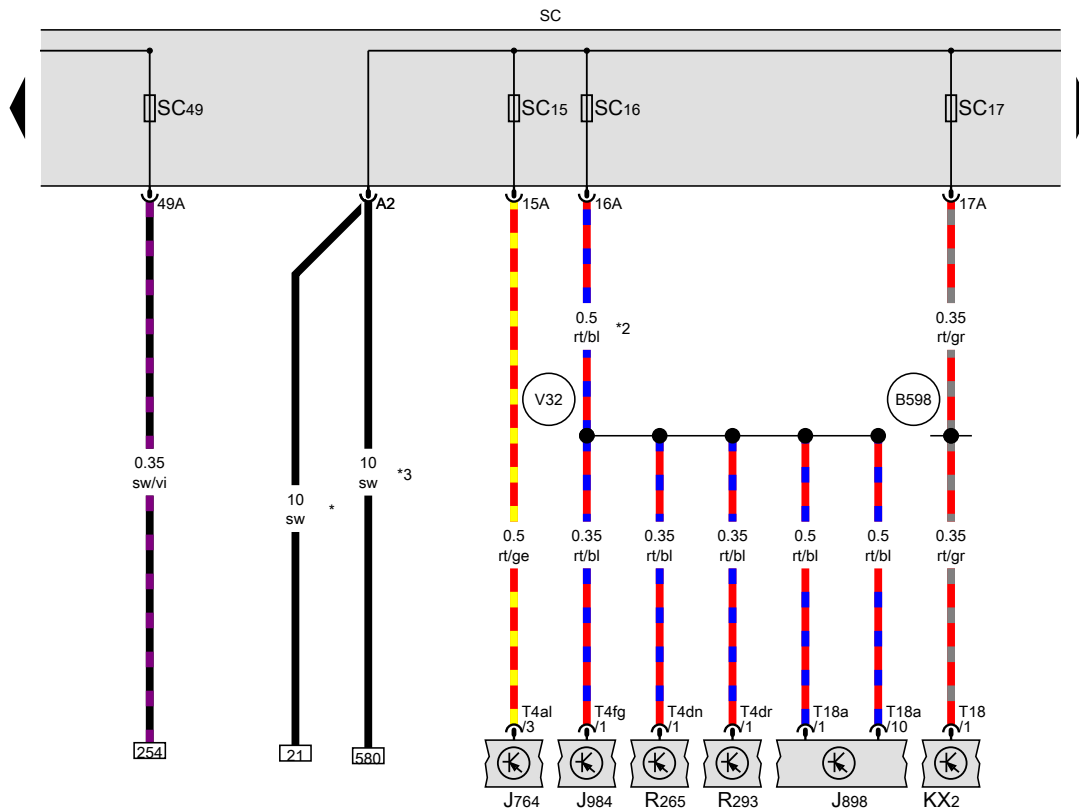 SC
SC49
SC15
SC16
SC17
49A
A2
15A
16A
17A
0.5
rt/bl
*2
0.35
rt/gr
V32
B598
0.35
sw/vi
10
sw
*3
10
sw
*
0.5
rt/ge
0.35
rt/bl
0.35
rt/bl
0.35
rt/bl
0.5
rt/bl
0.5
rt/bl
0.35
rt/gr
T4al
/3
T4fg
/1
T4dn
/1
T4dr
/1
T18a
/1
T18a
/10
T18
/1
254
21
580
J764
J984
R265
R293
J898
KX2